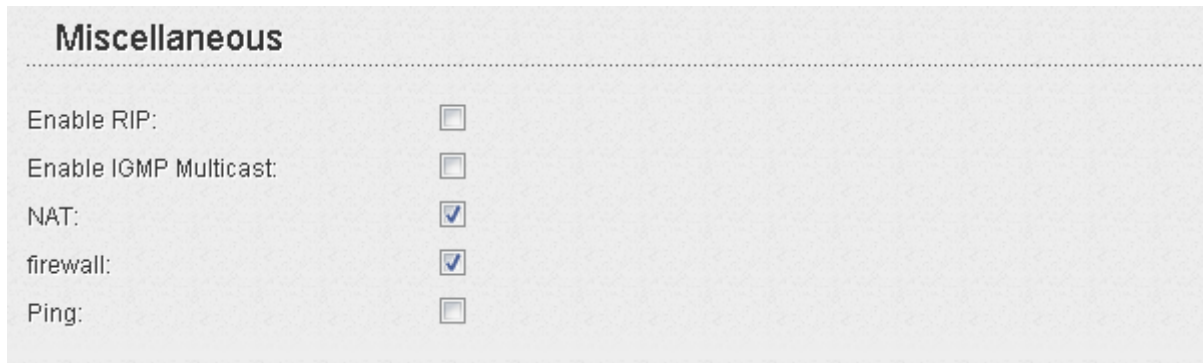 Miscellaneous
Enable RIP:
Enable IGMP Multicast:
NAT:
firewall:
Ping: